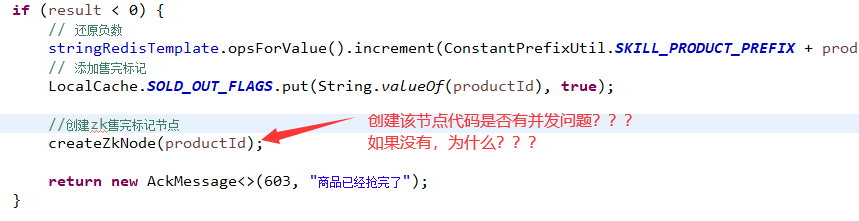 if (result < 0) {
// 还原负数
stringRedisTemplate.opsForValue().increment(ConstantPrefixUtil.SKILL_PRODUCT_PREFIX + prod
// 添加售完标记
LocalCache.SOLD_OUT_FLAGS.put(String.valueOf(productId), true);
//创建zk售完标记节点
createZkNode(productId);
创建该节点代码是否有并发问题？？？
如果没有，为什么？？？
return new AckMessage<>(603, "商品已经抢完了");
}